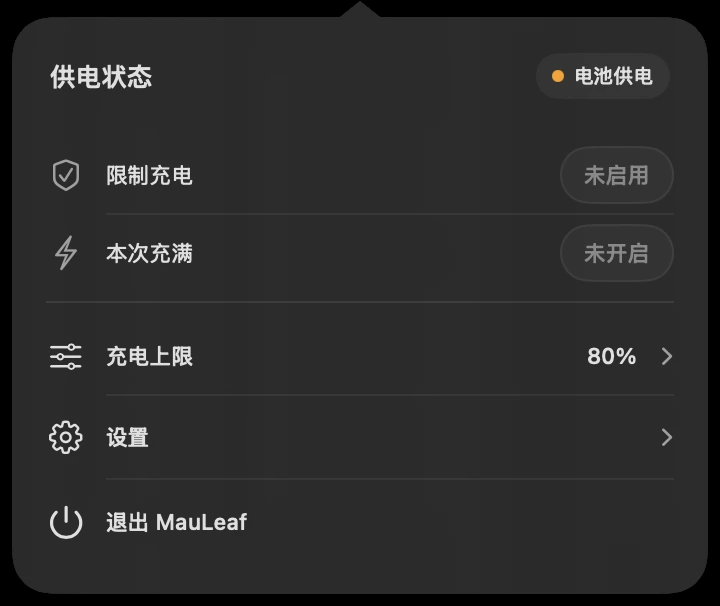 供电状态
电池供电
限制充电
未启用
本次充满
未开启
充电上限
80%
设置
退出 MauLeaf